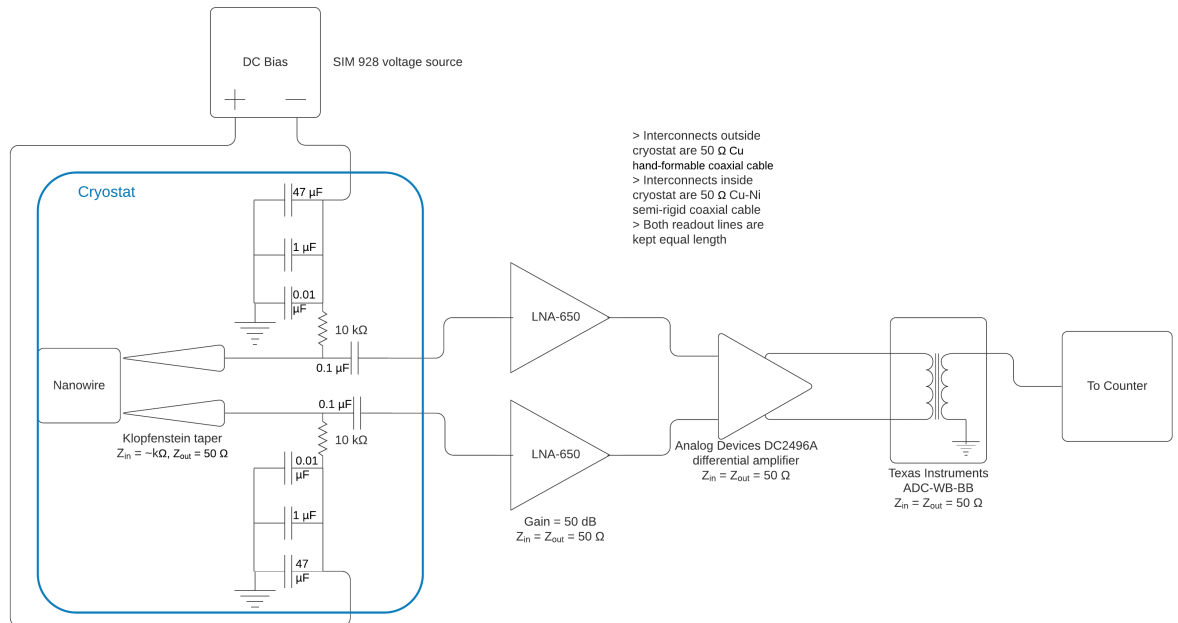 DC Bias
SIM 928 voltage source
+ —
> Interconnects outside
cryostat are 50 Ω Cu
hand-formable coaxial cable
> Interconnects inside
cryostat are 50 Ω Cu-Ni
semi-rigid coaxial cable
> Both readout lines are
kept equal length
Cryostat
47 µF
1 µF
0.01
µF
10 kΩ
0.1 µF
LNA-650
Nanowire
To Counter
0.1 µF
10 kΩ
Klopfenstein taper
Zin = ~kΩ, Zout = 50 Ω
LNA-650
Analog Devices DC2496A
differential amplifier
Zin = Zout = 50 Ω
0.01
µF
1 µF
47
µF
Gain = 50 dB
Zin = Zout = 50 Ω
Texas Instruments
ADC-WB-BB
Zin = Zout = 50 Ω